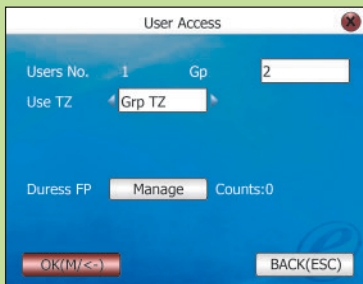 User Access
Users No. 1 Gp 2
Use TZ Grp TZ
Duress FP Manage Counts:0
OK(M/<-) BACK(ESC)